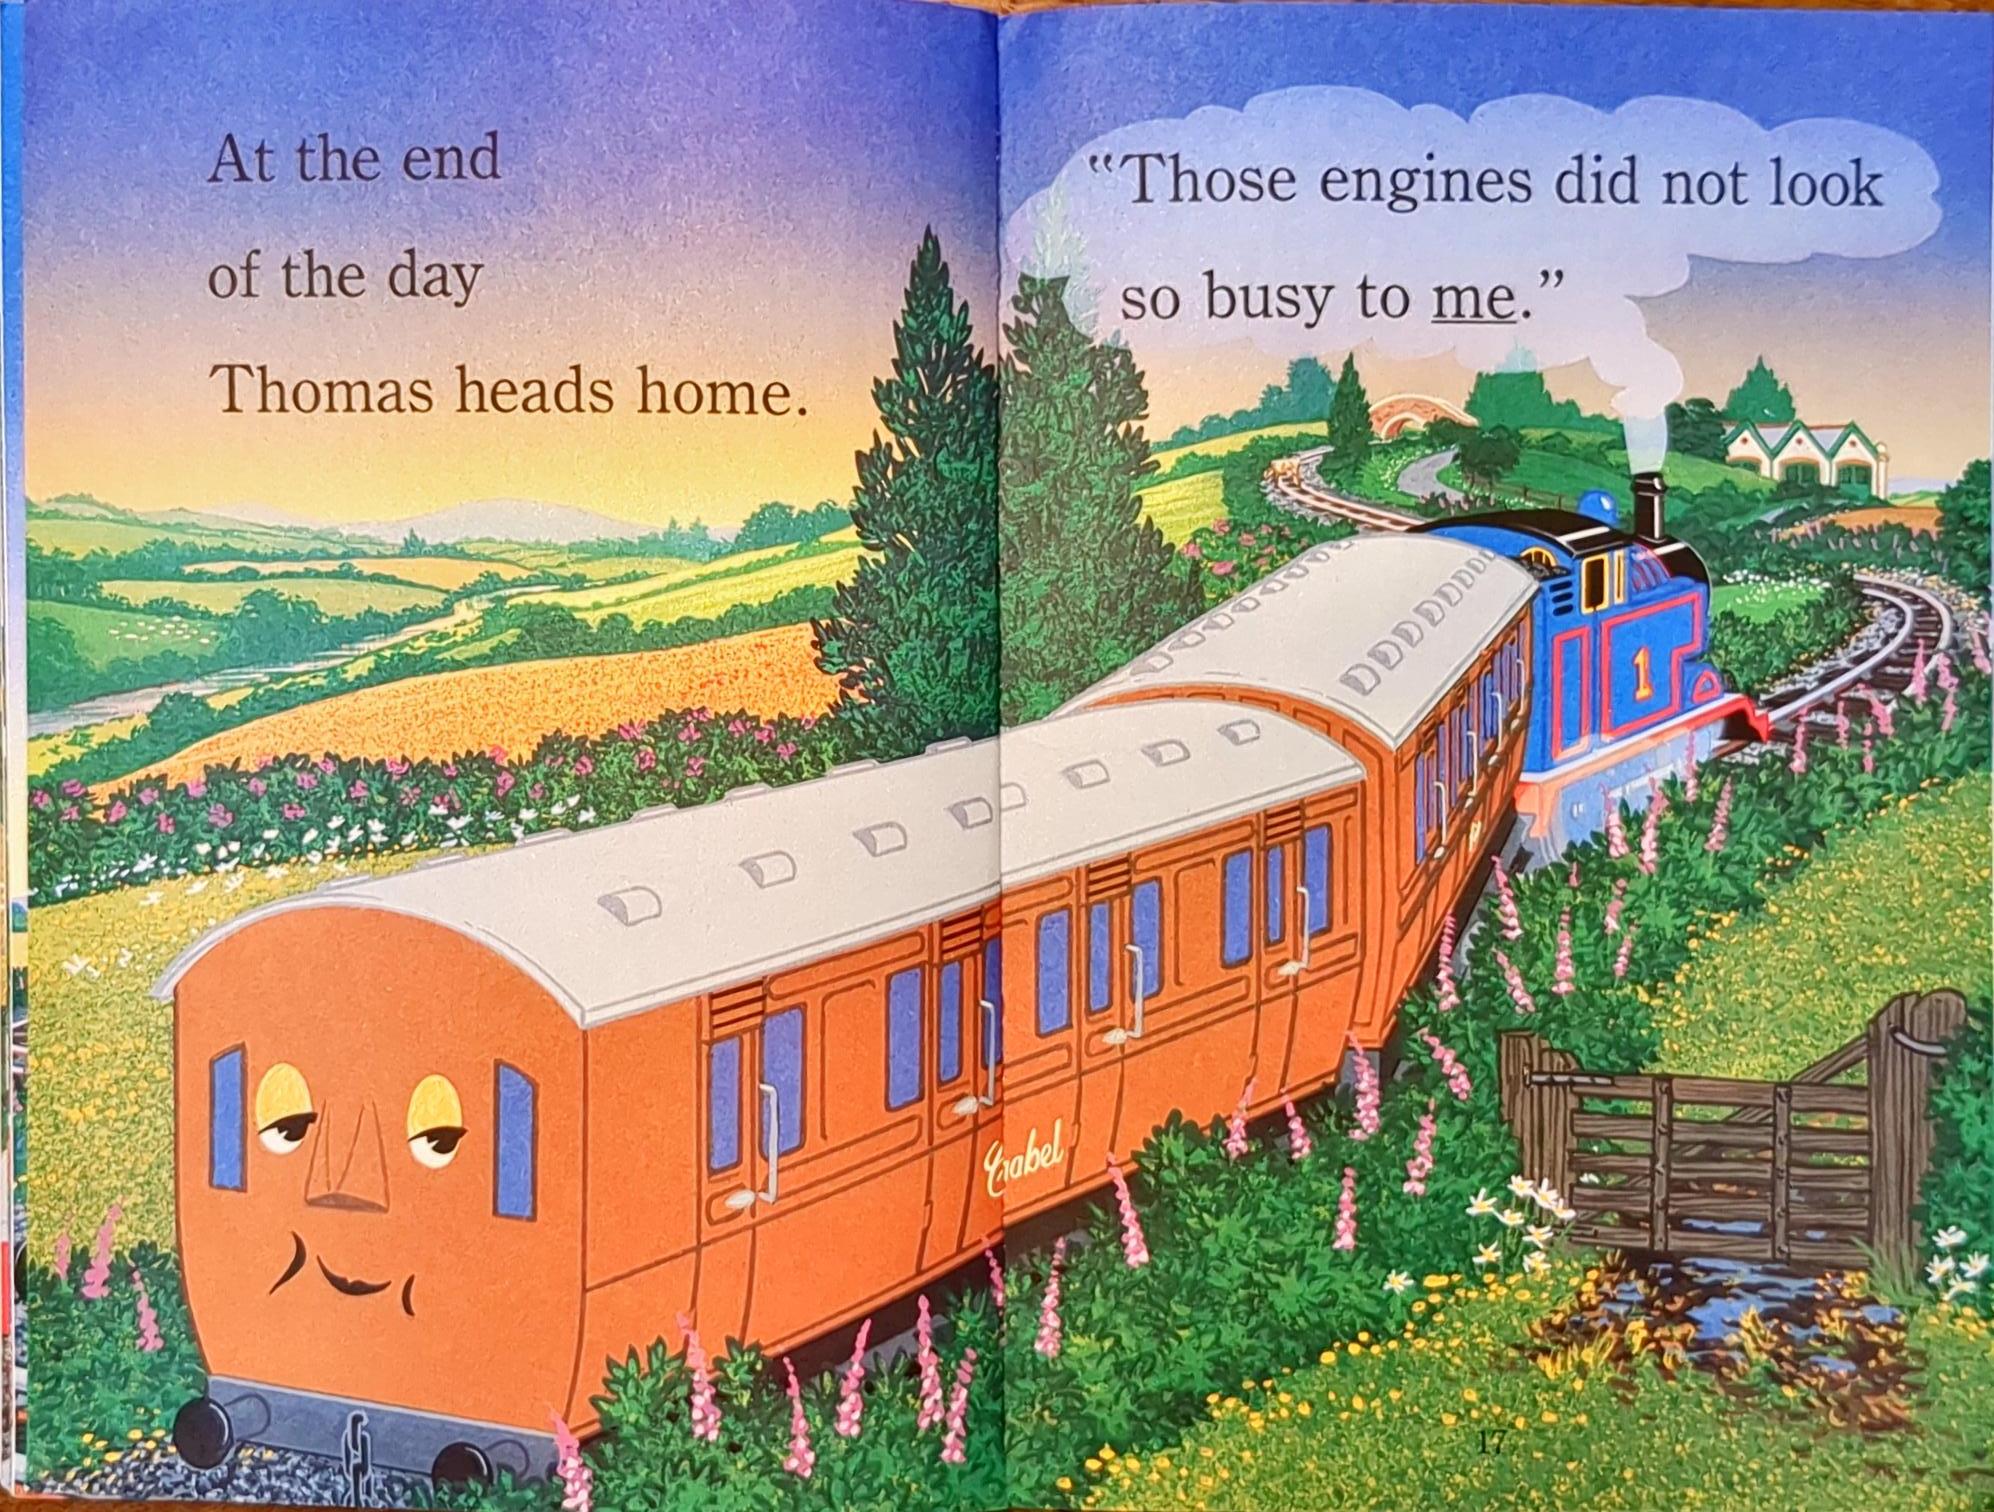 At the end
of the day
Thomas heads home.
“Those engines did not look
so busy to me.”
1
17